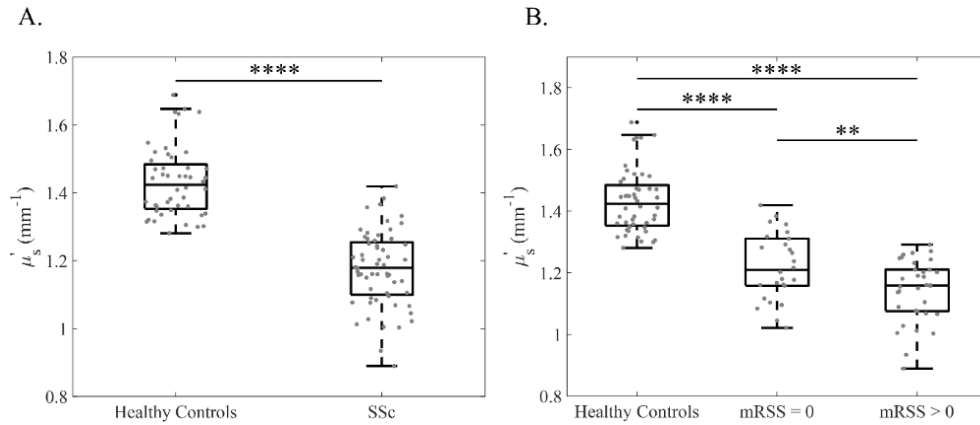 A.
B.
1.8
1.6
1.4
1.2
1
0.8
μ's (mm⁻¹)
****
Healthy Controls SSc
1.8
1.6
1.4
1.2
1
0.8
μ's (mm⁻¹)
****
****
**
Healthy Controls mRSS = 0 mRSS > 0